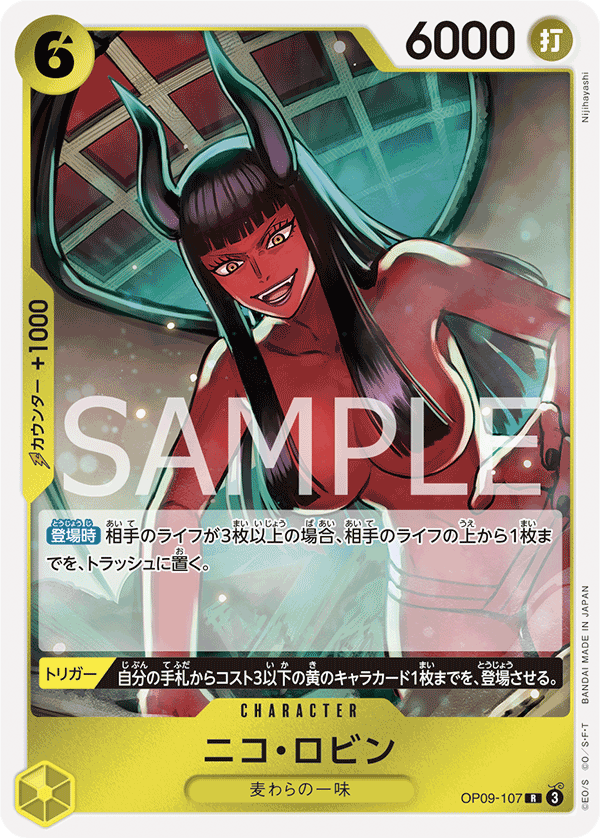 6
6000
打
Nijihayashi
カウンター +1000
SAMPLE
登場時 相手のライフが3枚以上の場合、相手のライフの上から1枚ま
でを、トラッシュに置く。
トリガー 自分の手札からコスト3以下の黄のキャラカード1枚までを、登場させる。
CHARACTER
ニコ・ロビン
麦わらの一味
OP09-107 R 3
©E.O/S ©O/S・F・T BANDAI MADE IN JAPAN